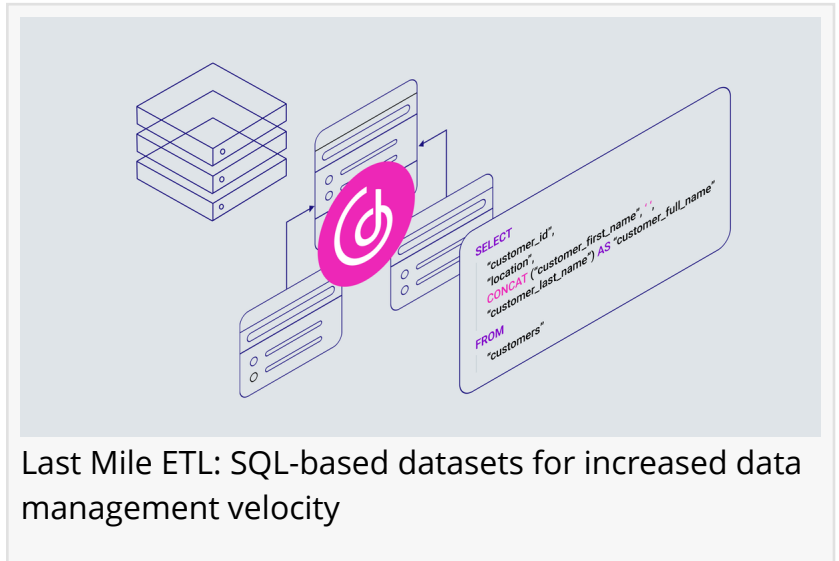 SELECT
"customer_id",
"location",
CONCAT ("customer_first_name", " ",
"customer_last_name") AS "customer_full_name"
FROM
"customers"
Last Mile ETL: SQL-based datasets for increased data
management velocity